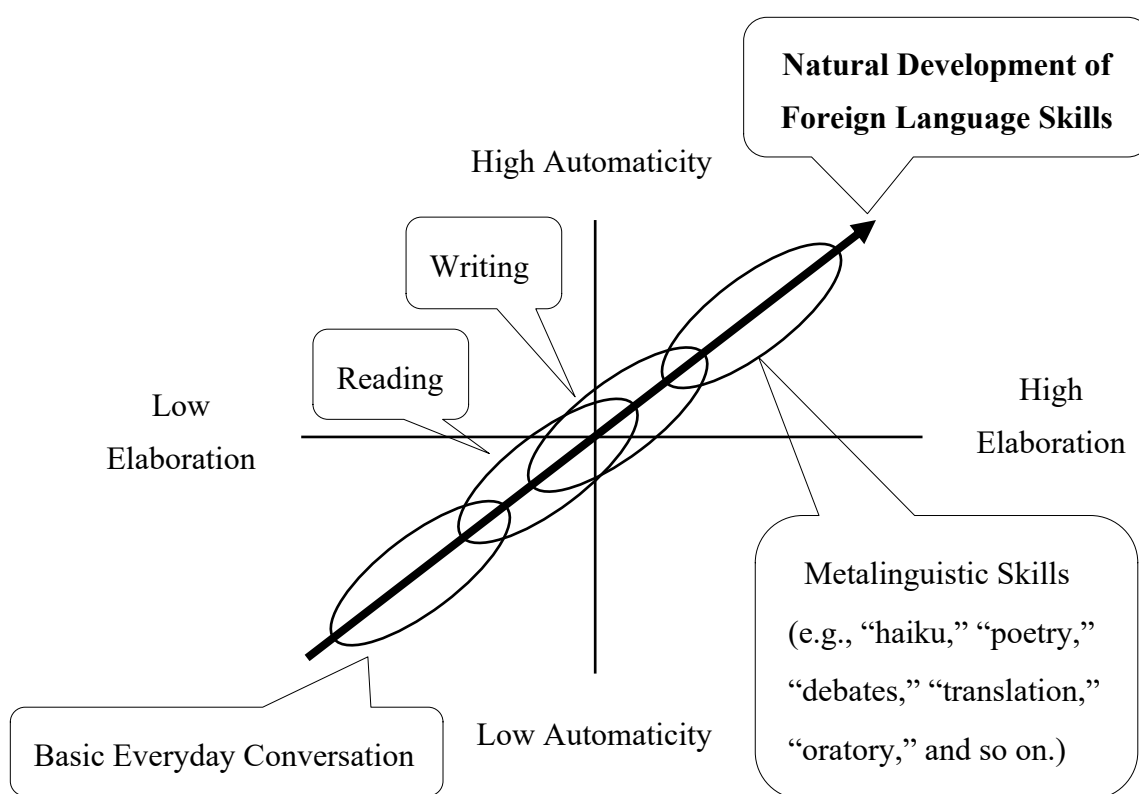 Natural Development of
Foreign Language Skills
High Automaticity
Writing
Reading
Low
Elaboration
High
Elaboration
Metalinguistic Skills
(e.g., “haiku,” “poetry,”
“debates,” “translation,”
“oratory,” and so on.)
Basic Everyday Conversation
Low Automaticity